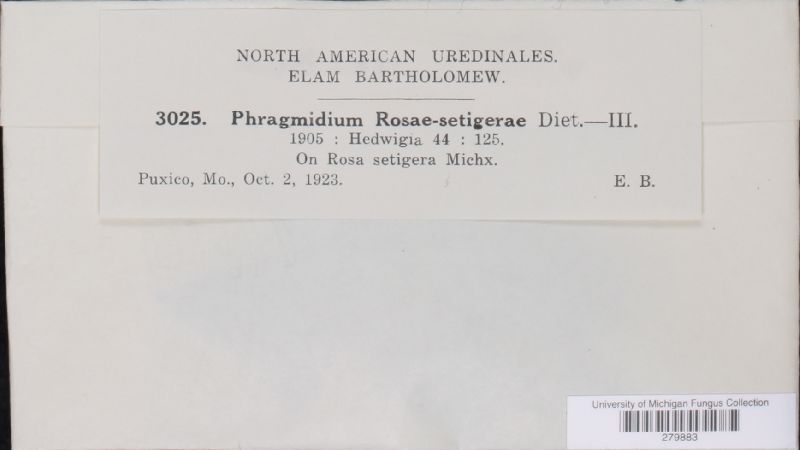 NORTH AMERICAN UREDINALES.
ELAM BARTHOLOMEW.
3025. Phragmidium Rosae-setigerae Diet.—III.
1905 : Hedwigia 44 : 125.
On Rosa setigera Michx.
Puxico, Mo., Oct. 2, 1923. E. B.
University of Michigan Fungus Collection
279883